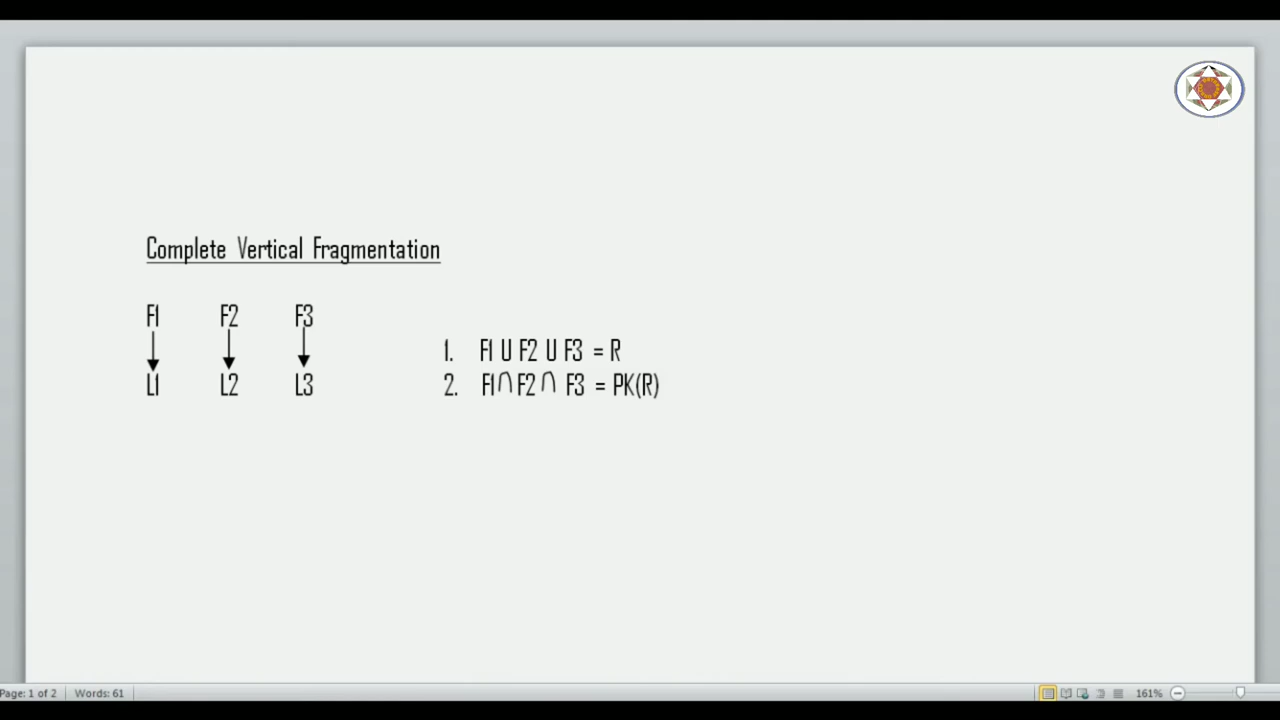 Complete Vertical Fragmentation
F1 F2 F3
L1 L2 L3
1. F1 U F2 U F3 = R
2. F1 ∩ F2 ∩ F3 = PK(R)
Page: 1 of 2 Words: 61 161%